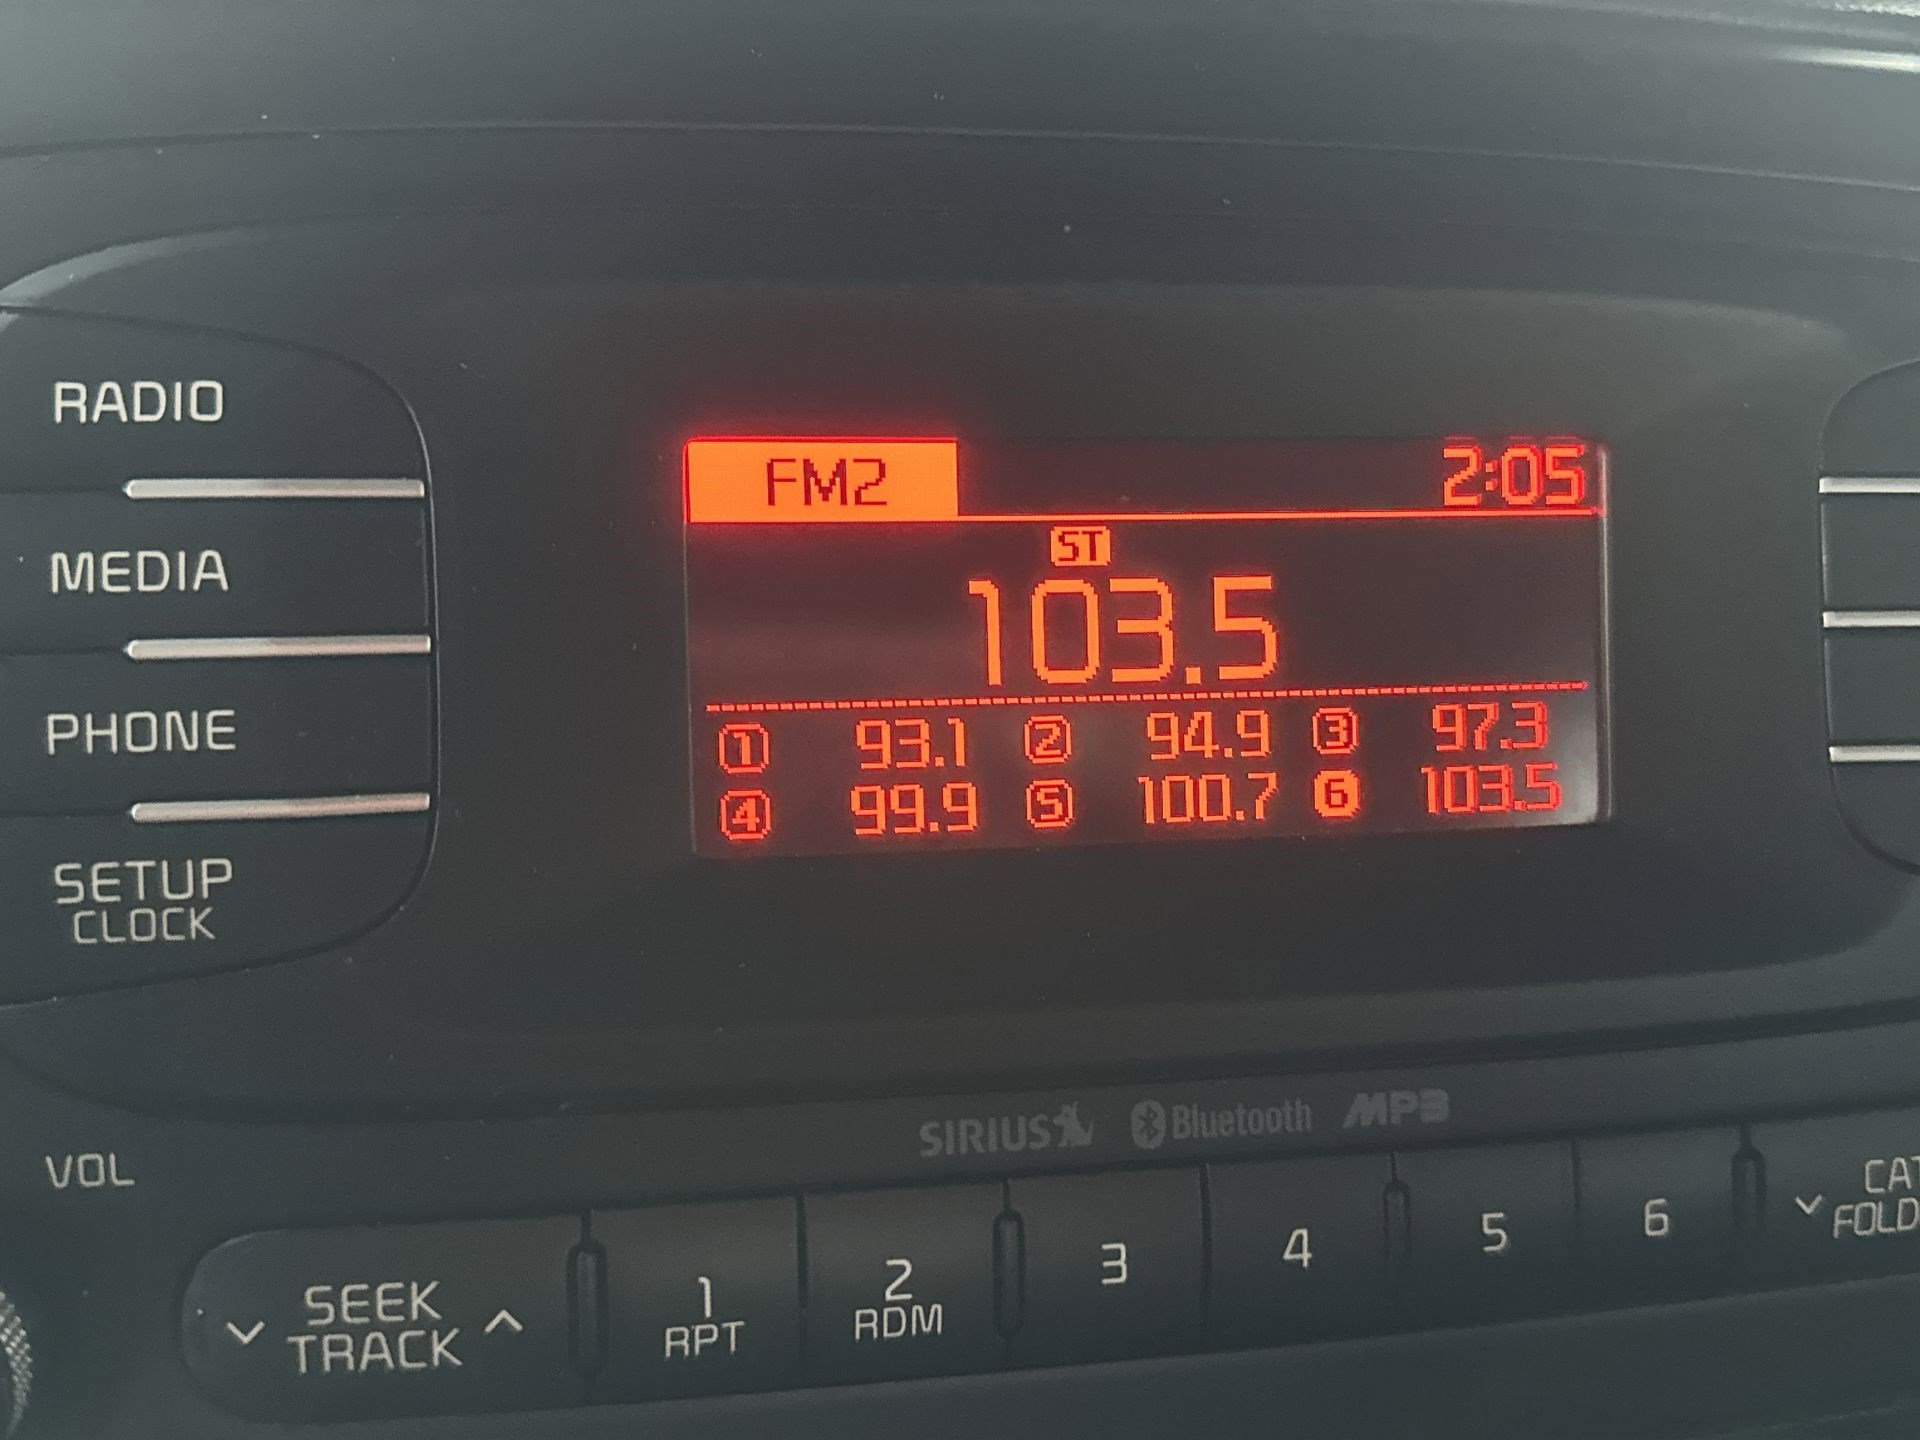 RADIO
MEDIA
PHONE
SETUP
CLOCK
FM2 2:05
ST
103.5
1 93.1 2 94.9 3 97.3
4 99.9 5 100.7 6 103.5
SIRIUS Bluetooth MP3
VOL
SEEK
TRACK
1
RPT
2
RDM
3
4
5
6